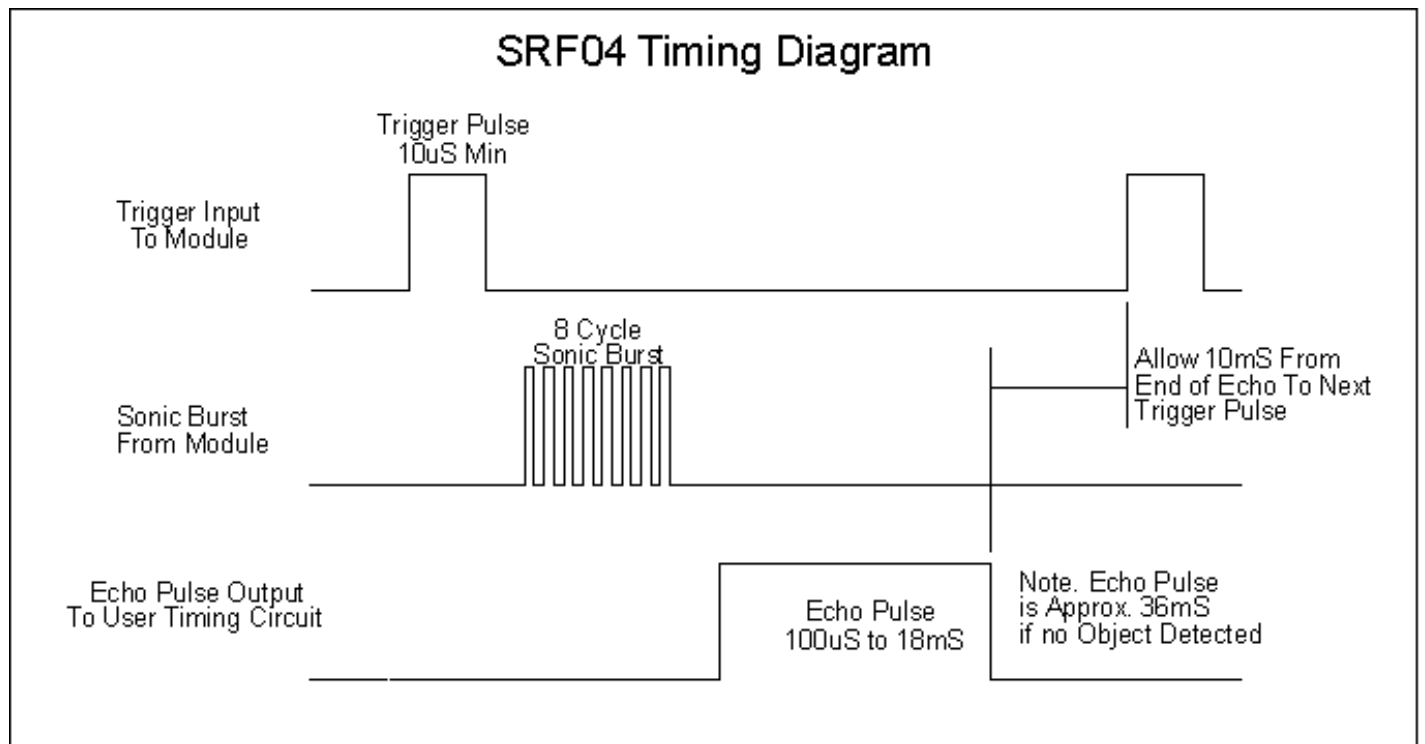 SRF04 Timing Diagram
Trigger Pulse
10uS Min
Trigger Input
To Module
8 Cycle
Sonic Burst
Allow 10mS From
End of Echo To Next
Trigger Pulse
Sonic Burst
From Module
Echo Pulse Output
To User Timing Circuit
Echo Pulse
100uS to 18mS
Note. Echo Pulse
is Approx. 36mS
if no Object Detected